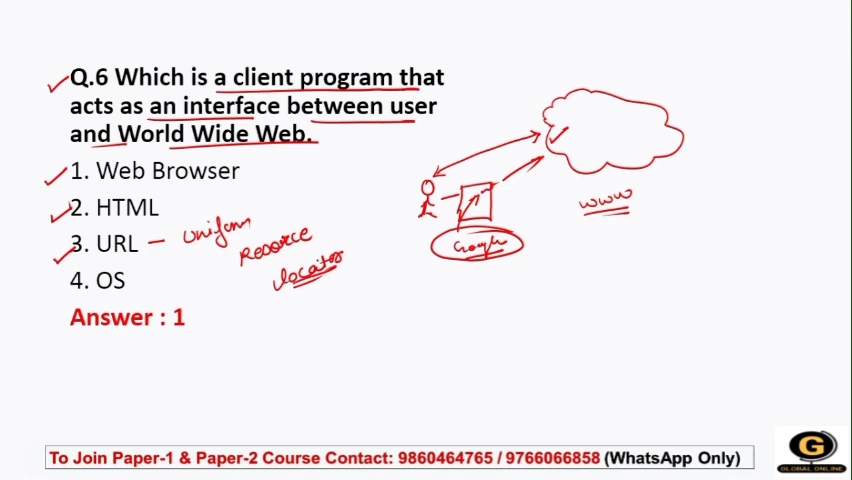 Q.6 Which is a client program that
acts as an interface between user
and World Wide Web.
1. Web Browser
2. HTML
3. URL – Uniform
Resorce
locator
4. OS
Answer : 1
Google
www
To Join Paper-1 & Paper-2 Course Contact: 9860464765 / 9766066858 (WhatsApp Only)
G
GLOBAL ONLINE